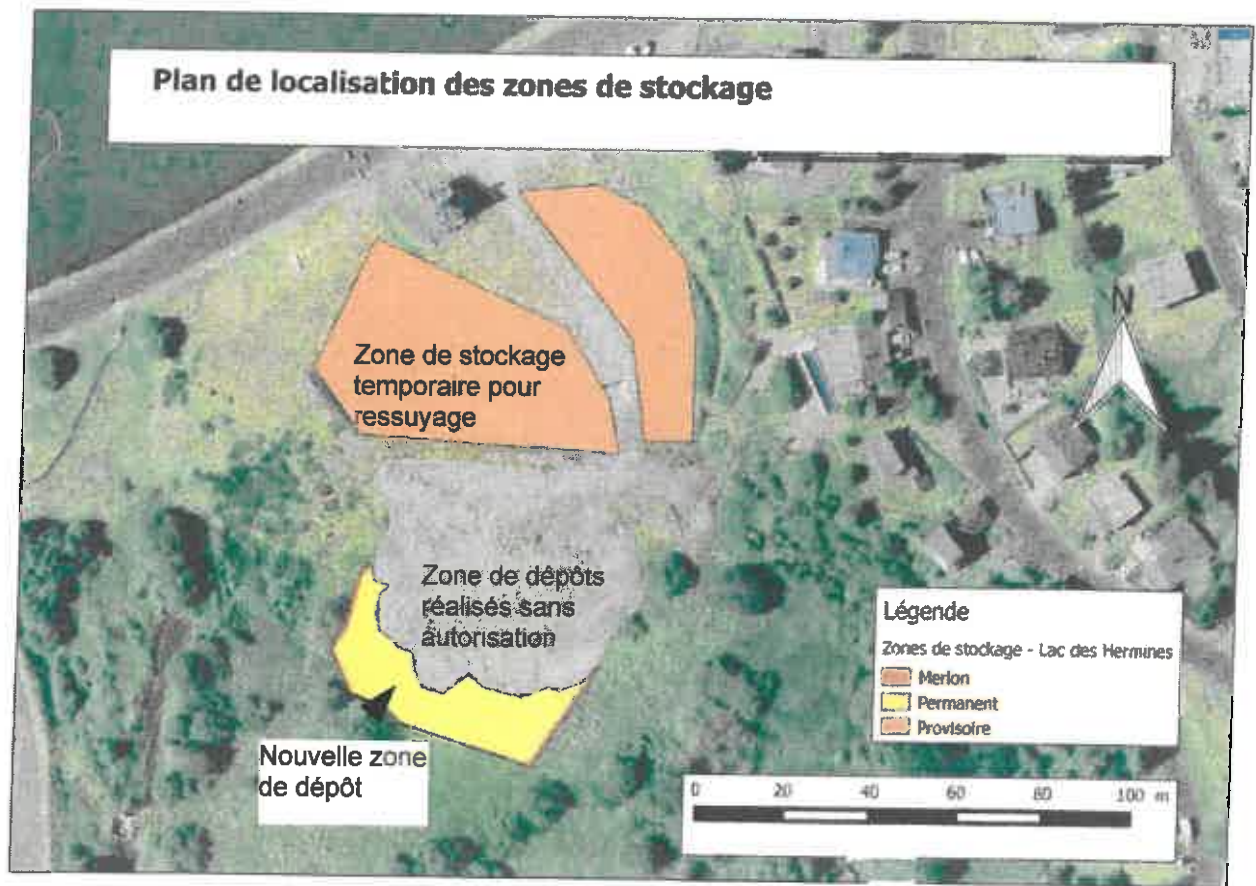 Plan de localisation des zones de stockage
N
Zone de stockage
temporaire pour
ressuyage
Zone de dépôts
réalisés sans
autorisation
Nouvelle zone
de dépôt
Légende
Zones de stockage - Lac des Hermines
Merlon
Permanent
Provisoire
0 20 40 60 80 100 m